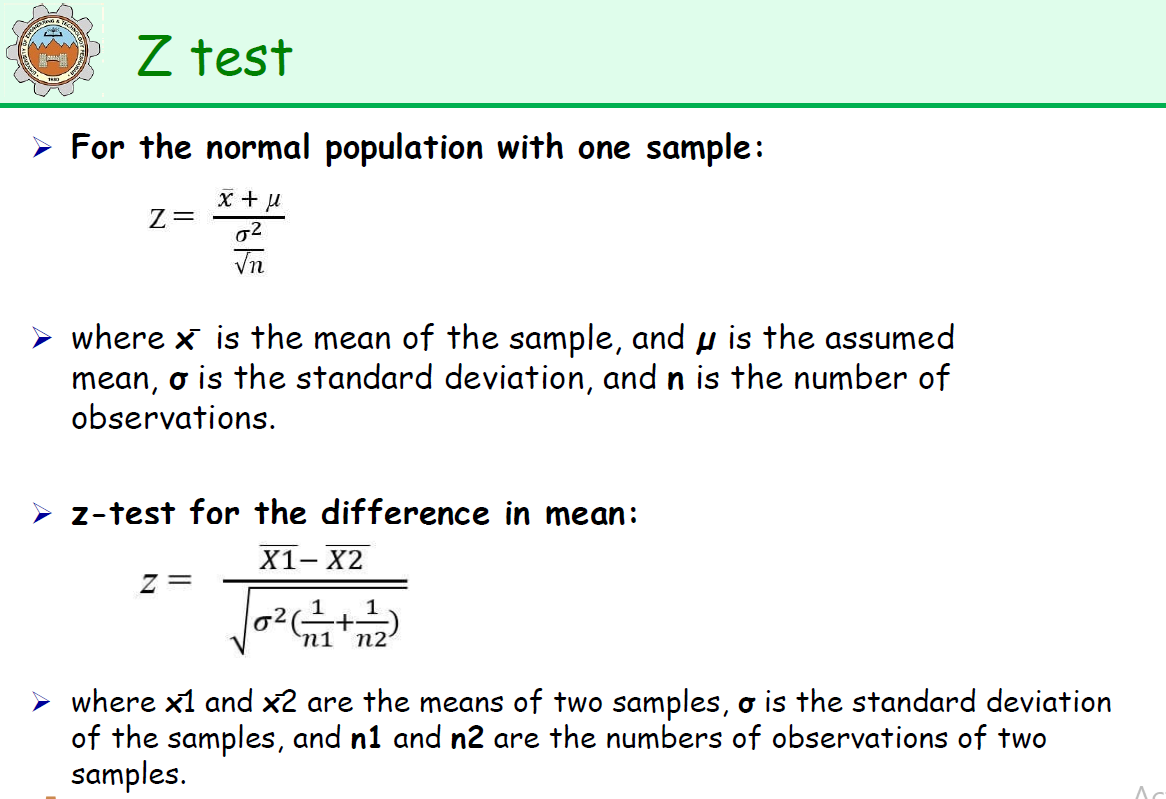 Z test
➢ For the normal population with one sample:
Z = (x̄ + μ) / (σ² / √n)
➢ where x̄ is the mean of the sample, and μ is the assumed
mean, σ is the standard deviation, and n is the number of
observations.
➢ z-test for the difference in mean:
z = (X̅1̅ − X̅2̅) / √(σ²(1/n1 + 1/n2))
➢ where x̄1 and x̄2 are the means of two samples, σ is the standard deviation
of the samples, and n1 and n2 are the numbers of observations of two
samples.